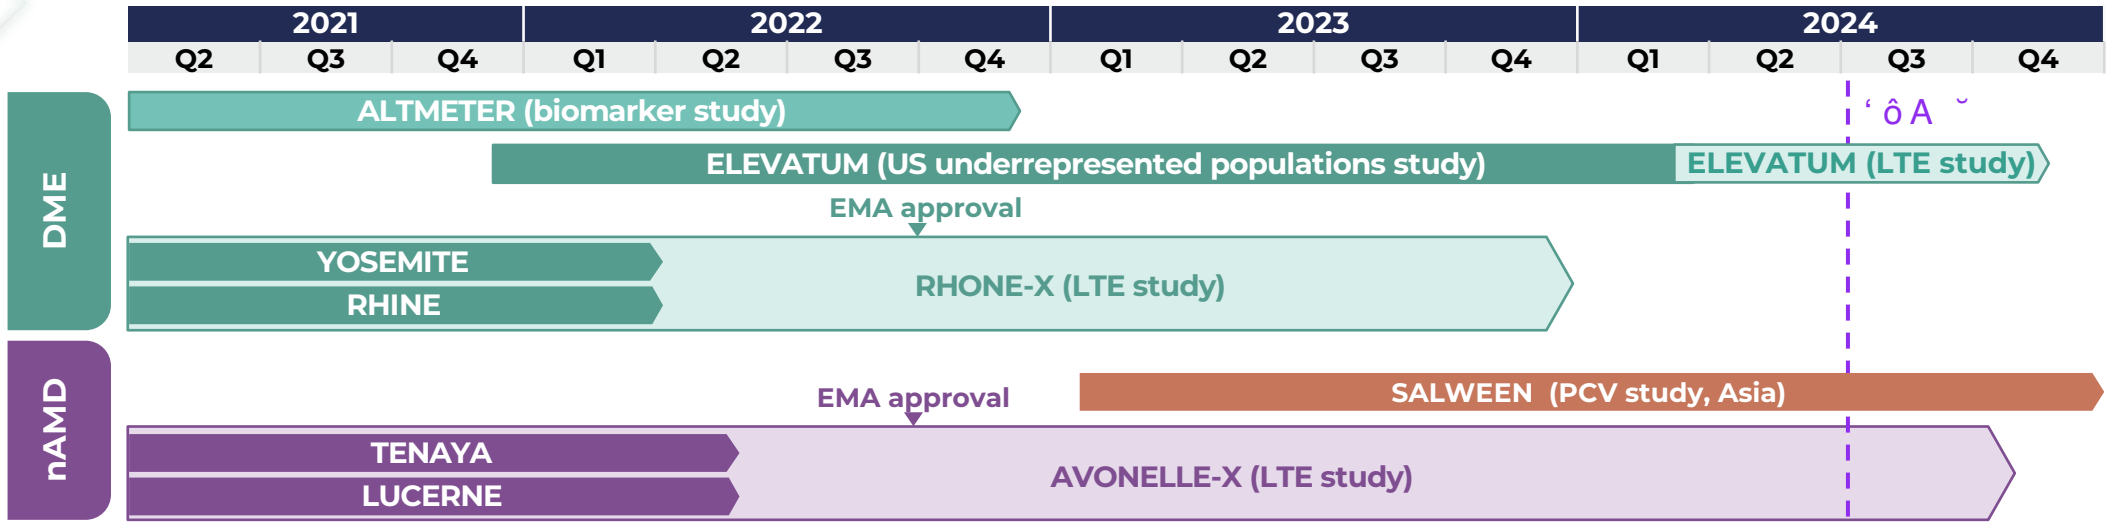 2021 2022 2023 2024
Q2 Q3 Q4 Q1 Q2 Q3 Q4 Q1 Q2 Q3 Q4 Q1 Q2 Q3 Q4
DME
ALTMETER (biomarker study)
‘ ô A ˘
ELEVATUM (US underrepresented populations study)
ELEVATUM (LTE study)
EMA approval
YOSEMITE
RHINE
RHONE-X (LTE study)
nAMD
SALWEEN (PCV study, Asia)
EMA approval
TENAYA
LUCERNE
AVONELLE-X (LTE study)